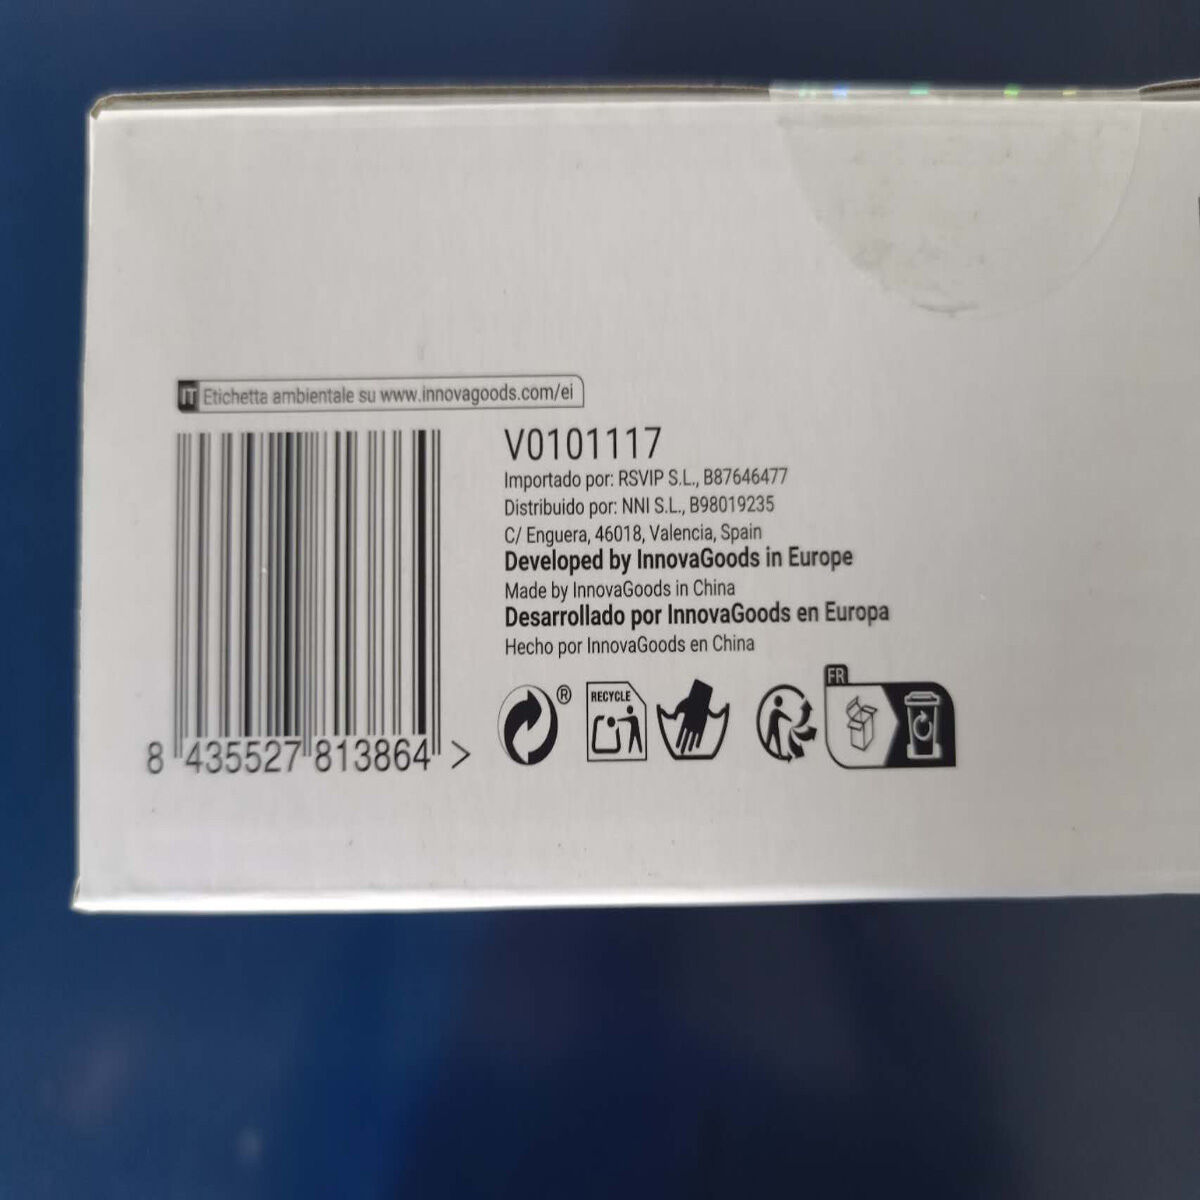 IT Etichetta ambientale su www.innovagoods.com/ei
V0101117
Importado por: RSVIP S.L., B87646477
Distribuido por: NNI S.L., B98019235
C/ Enguera, 46018, Valencia, Spain
Developed by InnovaGoods in Europe
Made by InnovaGoods in China
Desarrollado por InnovaGoods en Europa
Hecho por InnovaGoods en China
8 435527 813864 >
®
RECYCLE
FR